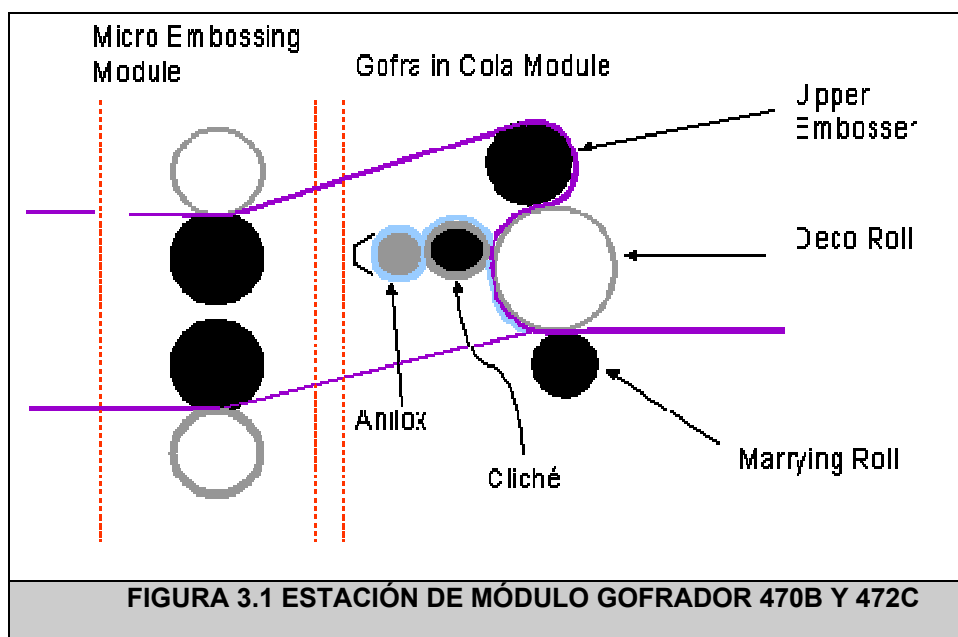 Micro Embossing
Module
Gofra in Cola Module
Upper
Embosser
Deco Roll
Anilox
Cliché
Marrying Roll
FIGURA 3.1 ESTACIÓN DE MÓDULO GOFRADOR 470B Y 472C